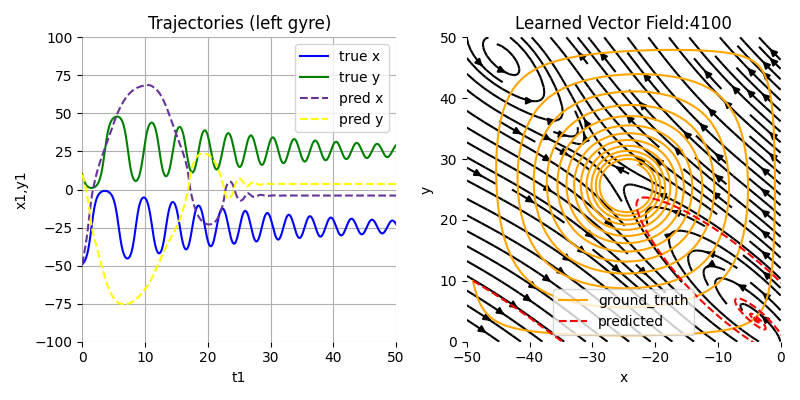 Trajectories (left gyre)
100
75
50
25
0
−25
−50
−75
−100
x1,y1
true x
true y
pred x
pred y
0 10 20 30 40 50
t1
Learned Vector Field:4100
50
40
30
20
10
0
y
ground_truth
predicted
−50 −40 −30 −20 −10 0
x